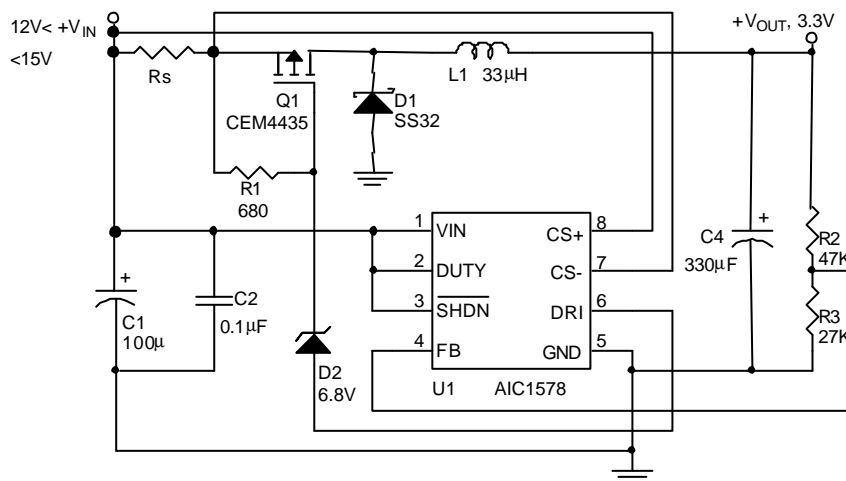 12V< +VIN
<15V
Rs
Q1
CEM4435
D1
SS32
L1 33µH
+VOUT, 3.3V
R1
680
1 VIN
2 DUTY
3 SHDN
4 FB
CS+ 8
CS- 7
DRI 6
GND 5
U1 AIC1578
C1
100µ
C2
0.1µF
D2
6.8V
C4
330µF
R2
47K
R3
27K
+
+